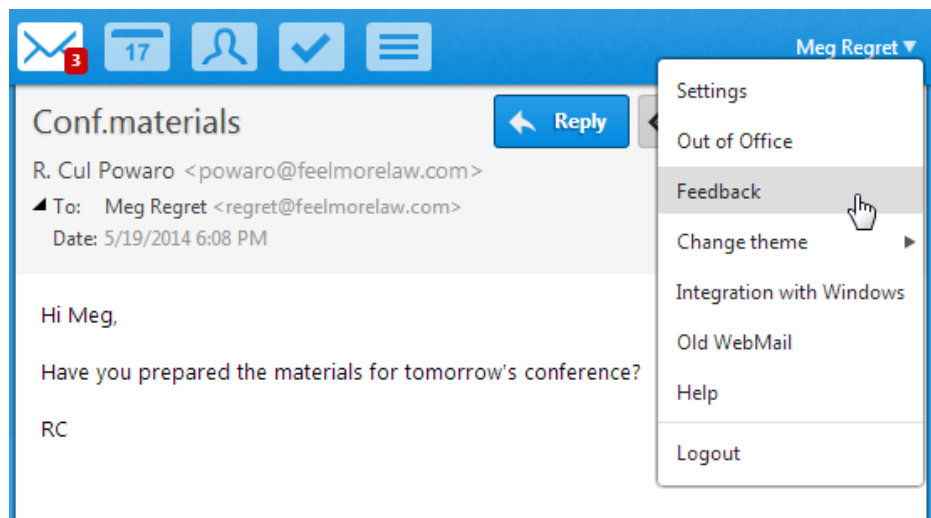 3
17
Meg Regret ▼
Conf.materials
Reply
R. Cul Powaro <powaro@feelmorelaw.com>
To: Meg Regret <regret@feelmorelaw.com>
Date: 5/19/2014 6:08 PM
Hi Meg,
Have you prepared the materials for tomorrow's conference?
RC
Settings
Out of Office
Feedback
Change theme
Integration with Windows
Old WebMail
Help
Logout